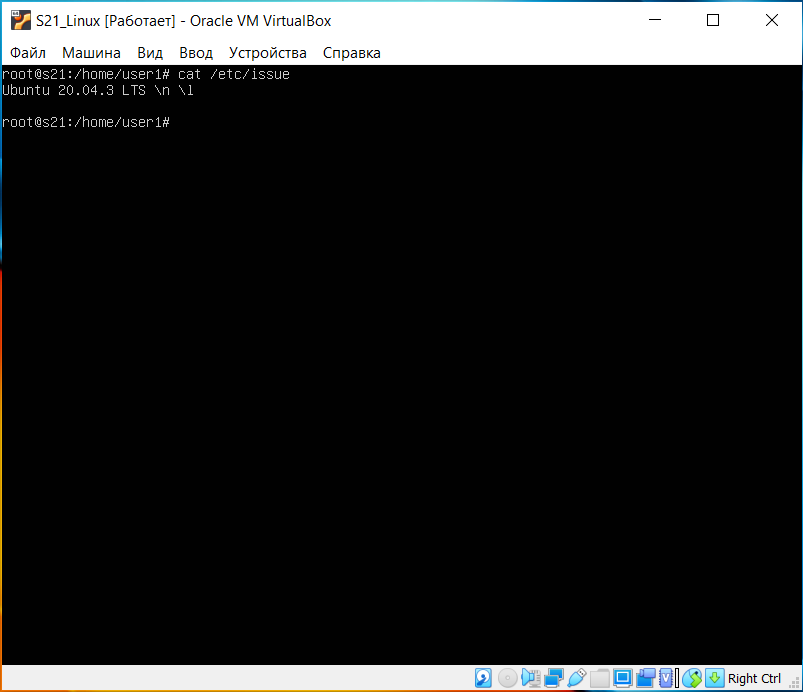 S21_Linux [Работает] - Oracle VM VirtualBox
Файл Машина Вид Ввод Устройства Справка
root@s21:/home/user1# cat /etc/issue
Ubuntu 20.04.3 LTS \n \l
root@s21:/home/user1#
Right Ctrl